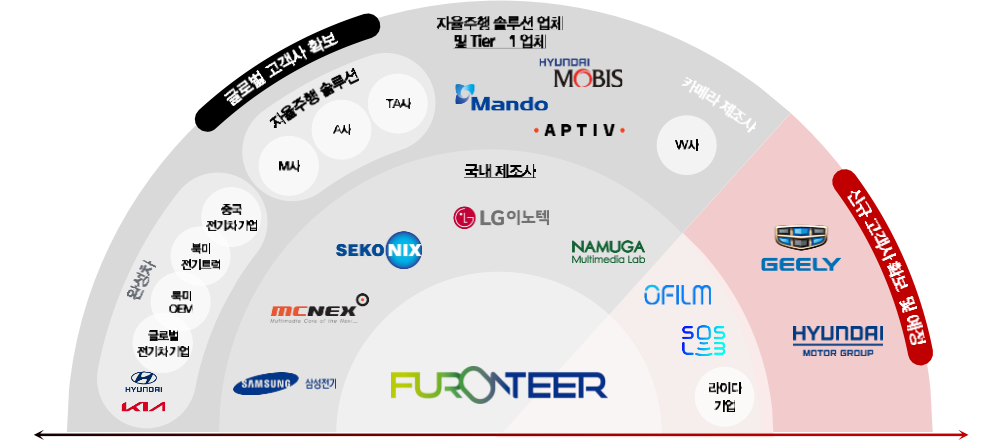 자율주행 솔루션 업체
및 Tier 1 업체
글로벌 고객사 확보
HYUNDAI
MOBIS
Mando
APTIV
자율주행 솔루션
TA사
A사
M사
카메라 제조사
W사
국내 제조사
LG이노텍
SEKONIX
NAMUGA
Multimedia Lab
MCNEX
SAMSUNG 삼성전기
완성차
중국
전기차 기업
북미
전기트럭
북미
OEM
글로벌
전기차 기업
HYUNDAI
KIA
FURONTEER
OFILM
SOS
LAB
라이다
기업
GEELY
HYUNDAI
MOTOR GROUP
신규 고객사 확보 및 예정